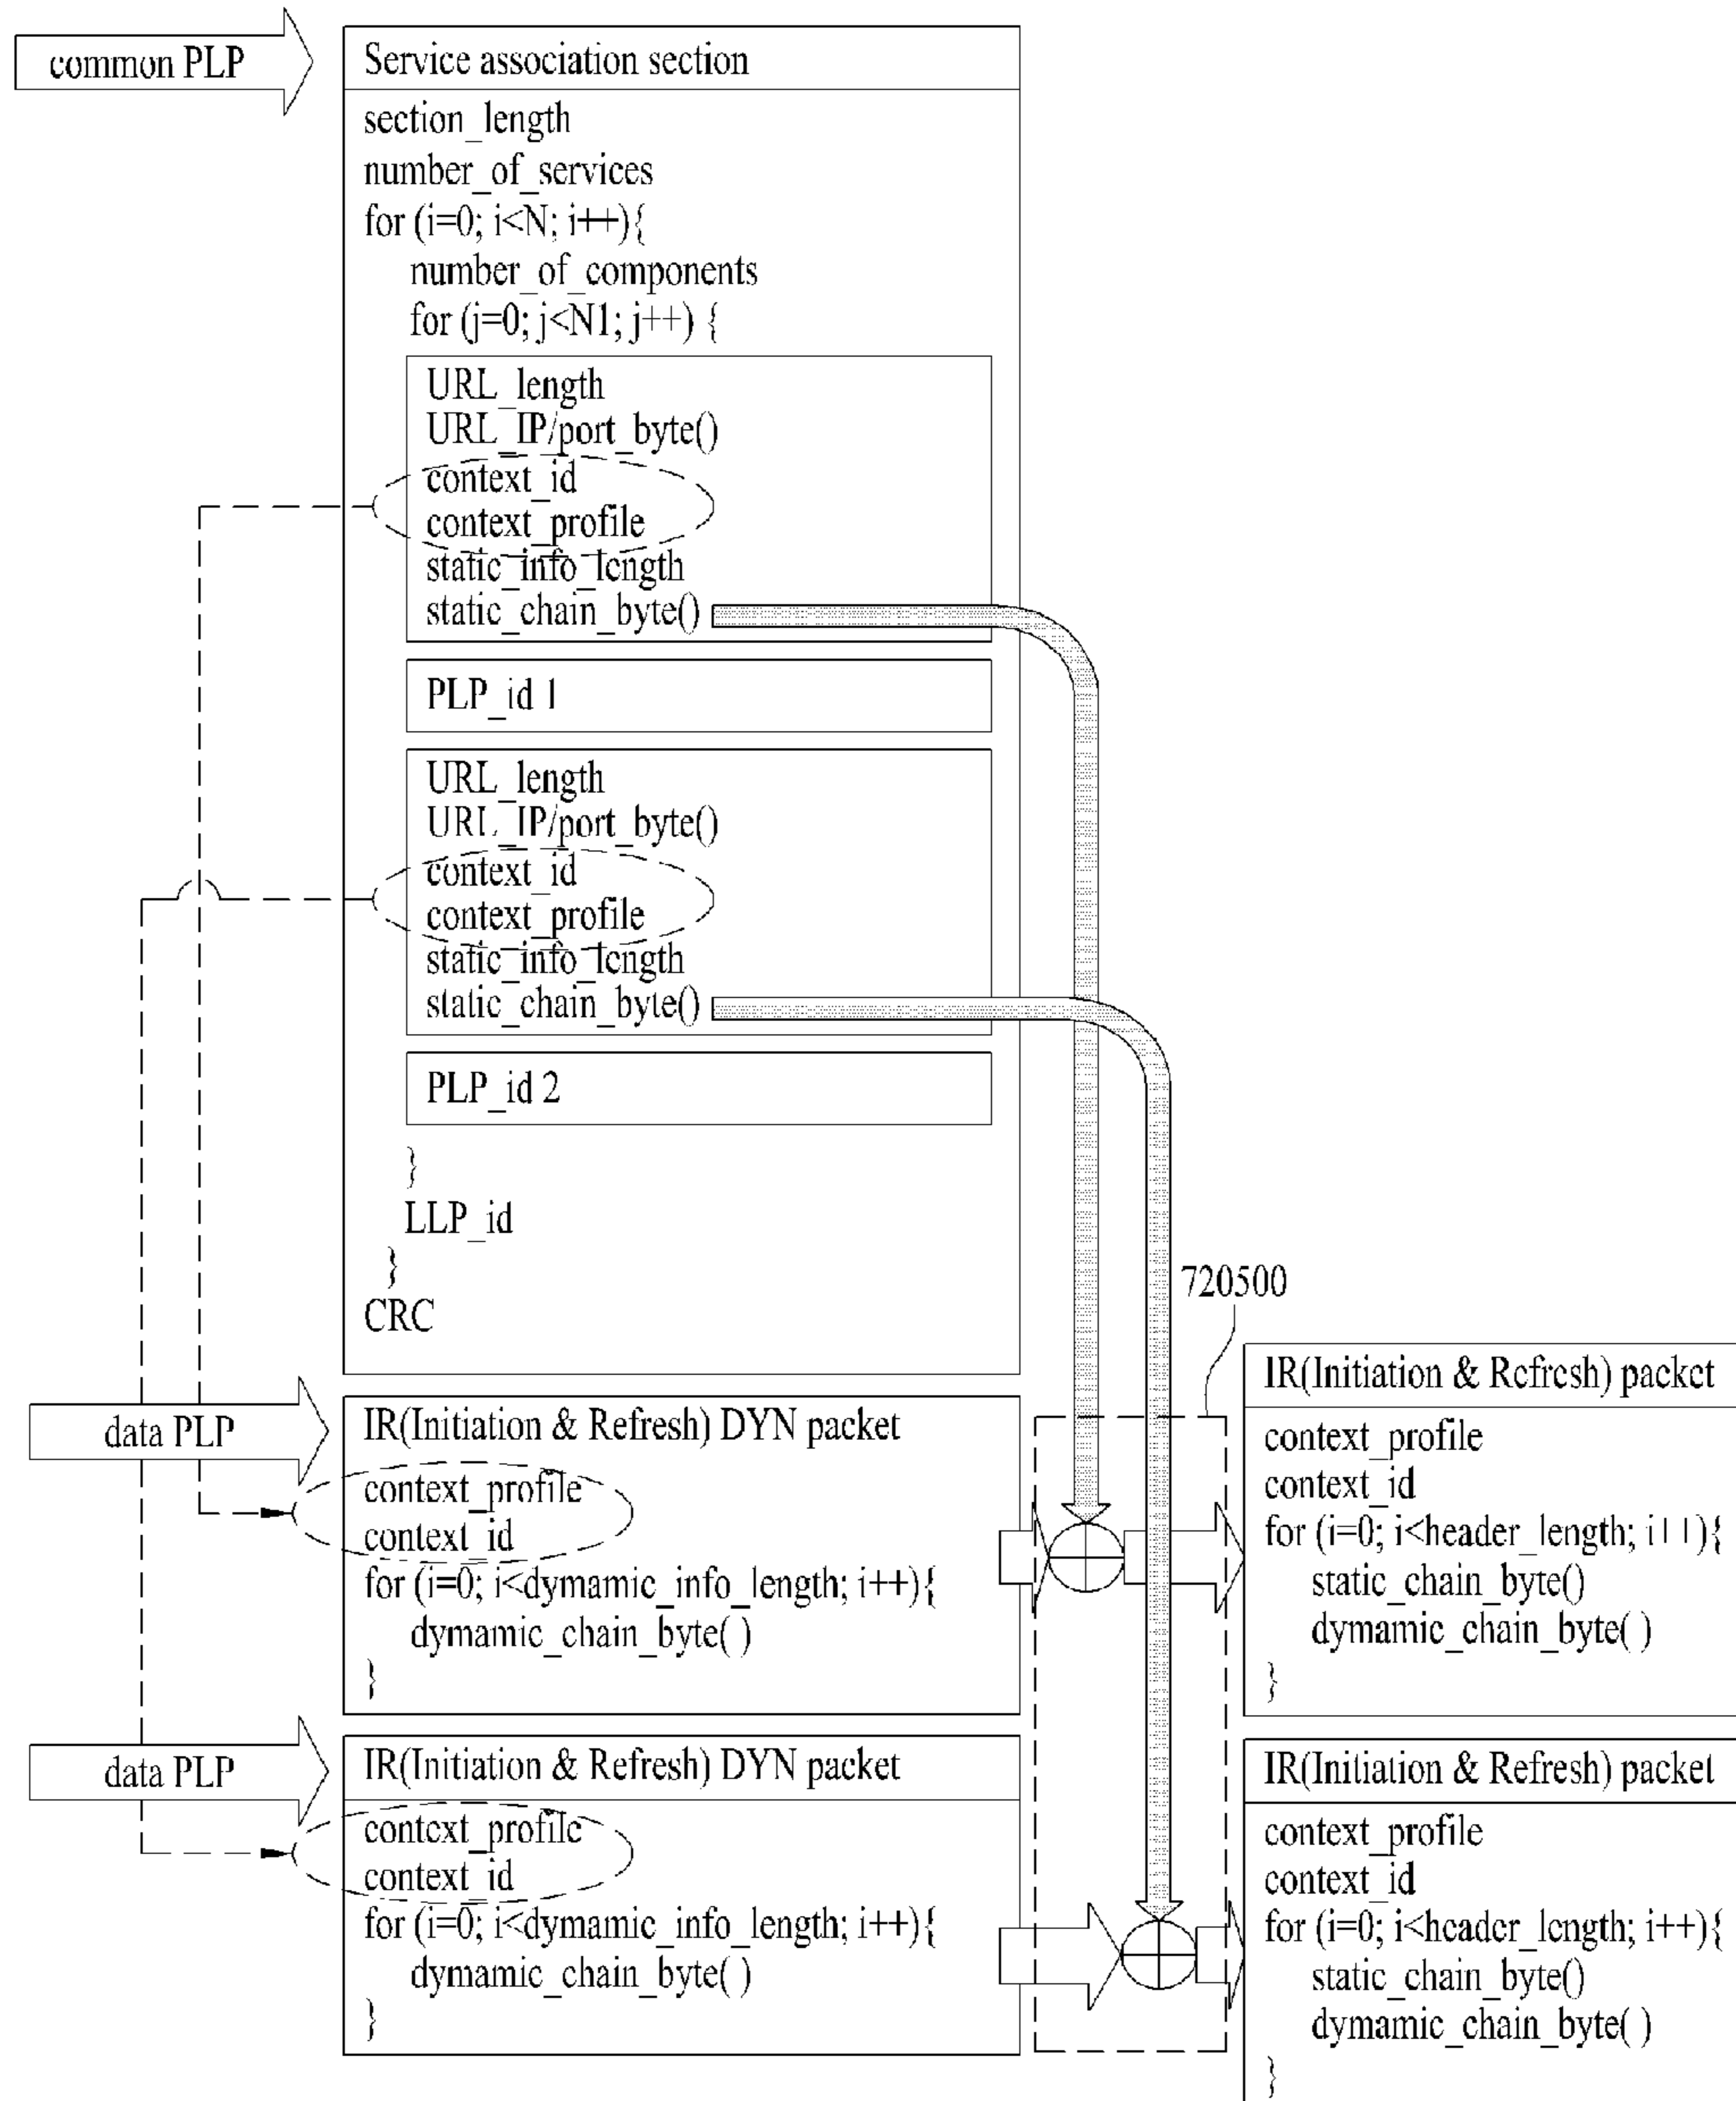 common PLP
Service association section
section_length
number_of_services
for (i=0; i<N; i++){
number_of_components
for (j=0; j<N1; j++) {
URL_length
URL_IP/port_byte()
context_id
context_profile
static_info_length
static_chain_byte()
PLP_id 1
URL_length
URL_IP/port_byte()
context_id
context_profile
static_info_length
static_chain_byte()
PLP_id 2
}
LLP_id
}
CRC
720500
data PLP
IR(Initiation & Refresh) DYN packet
context_profile
context_id
for (i=0; i<dymamic_info_length; i++){
dymamic_chain_byte( )
}
IR(Initiation & Refresh) packet
context_profile
context_id
for (i=0; i<header_length; i++){
static_chain_byte()
dymamic_chain_byte( )
}
data PLP
IR(Initiation & Refresh) DYN packet
context_profile
context_id
for (i=0; i<dymamic_info_length; i++){
dymamic_chain_byte( )
}
IR(Initiation & Refresh) packet
context_profile
context_id
for (i=0; i<header_length; i++){
static_chain_byte()
dymamic_chain_byte( )
}